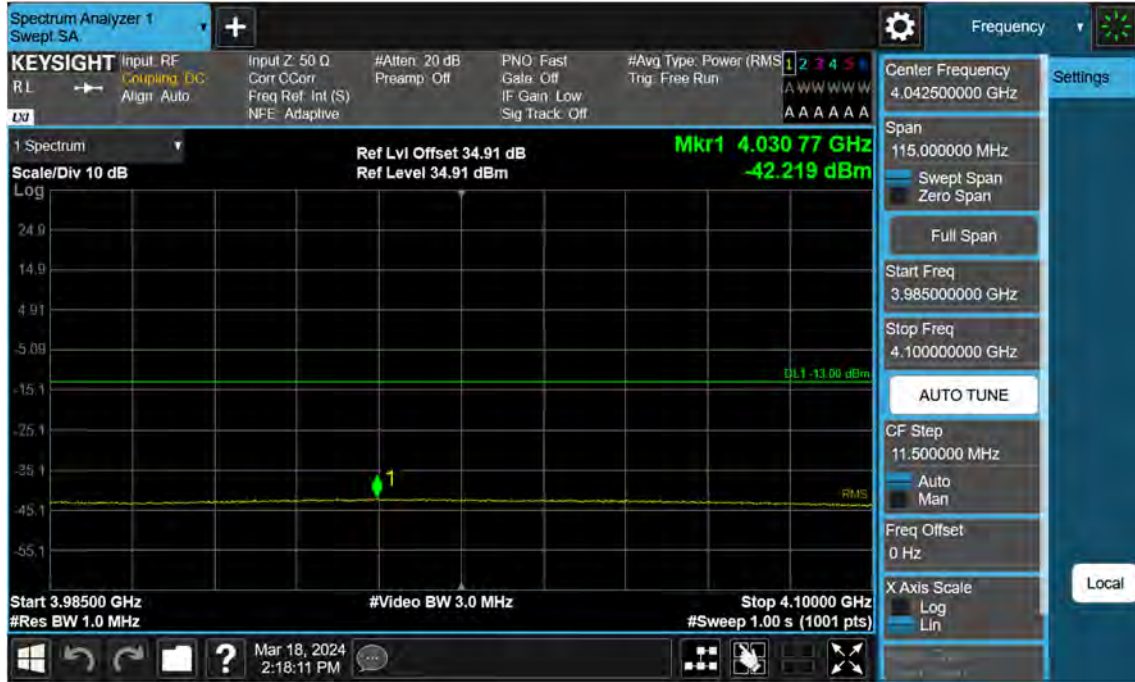 Spectrum Analyzer 1
Swept SA
Frequency
KEYSIGHT
Input: RF
Input Z: 50 Ω
#Atten: 20 dB
PNO: Fast
#Avg Type: Power (RMS
1 2 3 4 5 6
RL
Coupling: DC
Corr CCorr
Preamp: Off
Gate: Off
Trig: Free Run
A W W W W W
Align: Auto
Freq Ref: Int (S)
IF Gain: Low
LXI
NFE: Adaptive
Sig Track: Off
A A A A A A
1 Spectrum
Ref Lvl Offset 34.91 dB
Mkr1 4.030 77 GHz
Scale/Div 10 dB
Ref Level 34.91 dBm
-42.219 dBm
Log
24.9
14.9
4.91
-5.09
DL1 -13.00 dBm
-15.1
-25.1
-35.1
1
RMS
-45.1
-55.1
Start 3.98500 GHz
#Video BW 3.0 MHz
Stop 4.10000 GHz
#Res BW 1.0 MHz
#Sweep 1.00 s (1001 pts)
?
Mar 18, 2024
2:18:11 PM
Center Frequency
4.042500000 GHz
Settings
Span
115.000000 MHz
Swept Span
Zero Span
Full Span
Start Freq
3.985000000 GHz
Stop Freq
4.100000000 GHz
AUTO TUNE
CF Step
11.500000 MHz
Auto
Man
Freq Offset
0 Hz
X Axis Scale
Log
Lin
Local